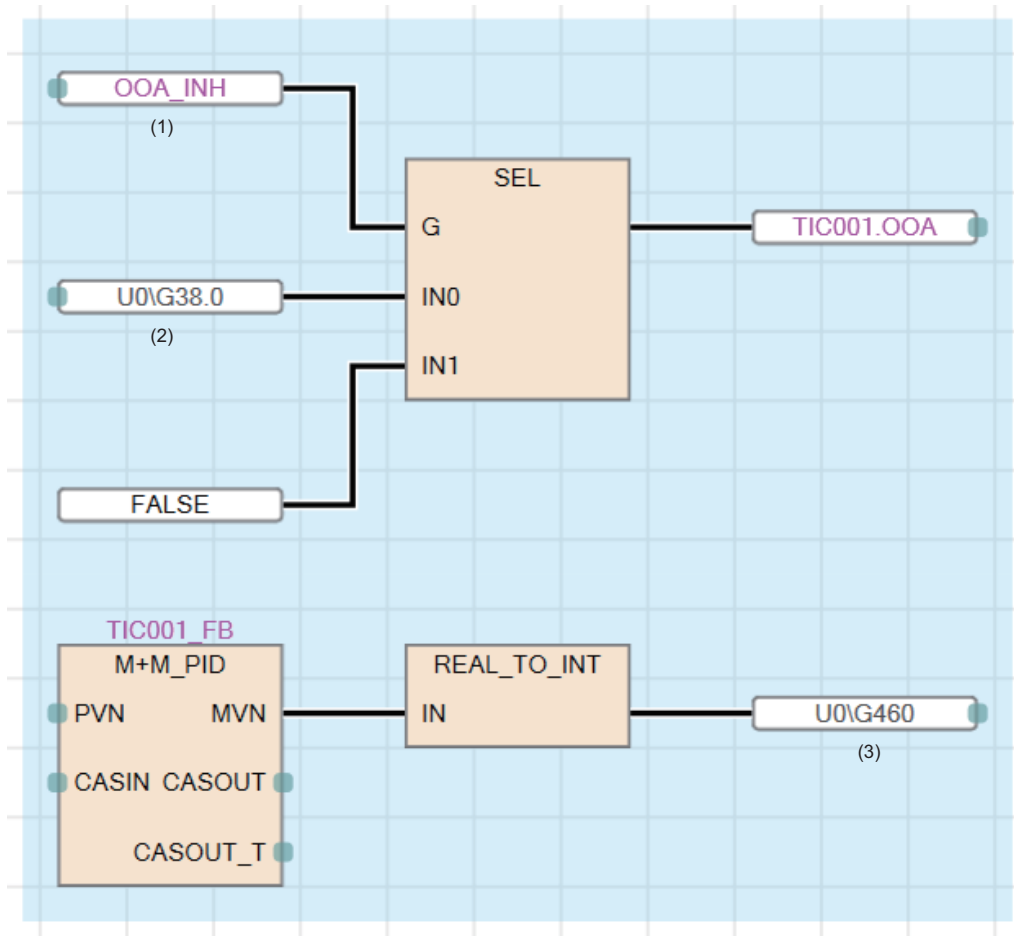 OOA_INH
(1)
SEL
G
TIC001.OOA
U0\G38.0
IN0
(2)
IN1
FALSE
TIC001_FB
M+M_PID
REAL_TO_INT
PVN MVN
IN
U0\G460
(3)
CASIN CASOUT
CASOUT_T